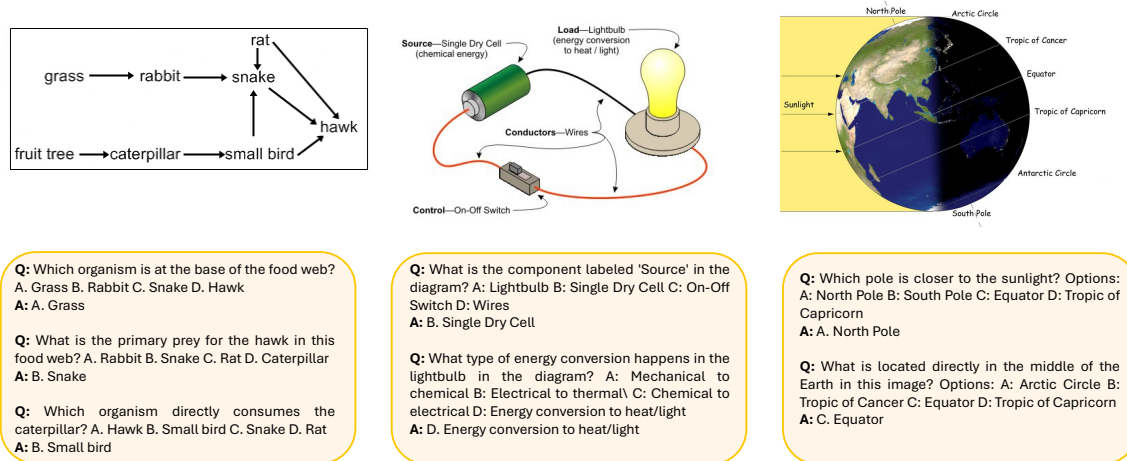 rat
grass rabbit snake
hawk
fruit tree caterpillar small bird
Source—Single Dry Cell
(chemical energy)
Load—Lightbulb
(energy conversion
to heat / light)
Conductors—Wires
Control—On-Off Switch
North Pole
Arctic Circle
Tropic of Cancer
Equator
Sunlight
Tropic of Capricorn
Antarctic Circle
South Pole
Q: Which organism is at the base of the food web?
A. Grass B. Rabbit C. Snake D. Hawk
A: A. Grass
Q: What is the primary prey for the hawk in this
food web? A. Rabbit B. Snake C. Rat D. Caterpillar
A: B. Snake
Q: Which organism directly consumes the
caterpillar? A. Hawk B. Small bird C. Snake D. Rat
A: B. Small bird
Q: What is the component labeled 'Source' in the
diagram? A: Lightbulb B: Single Dry Cell C: On-Off
Switch D: Wires
A: B. Single Dry Cell
Q: What type of energy conversion happens in the
lightbulb in the diagram? A: Mechanical to
chemical B: Electrical to thermal\ C: Chemical to
electrical D: Energy conversion to heat/light
A: D. Energy conversion to heat/light
Q: Which pole is closer to the sunlight? Options:
A: North Pole B: South Pole C: Equator D: Tropic of
Capricorn
A: A. North Pole
Q: What is located directly in the middle of the
Earth in this image? Options: A: Arctic Circle B:
Tropic of Cancer C: Equator D: Tropic of Capricorn
A: C. Equator